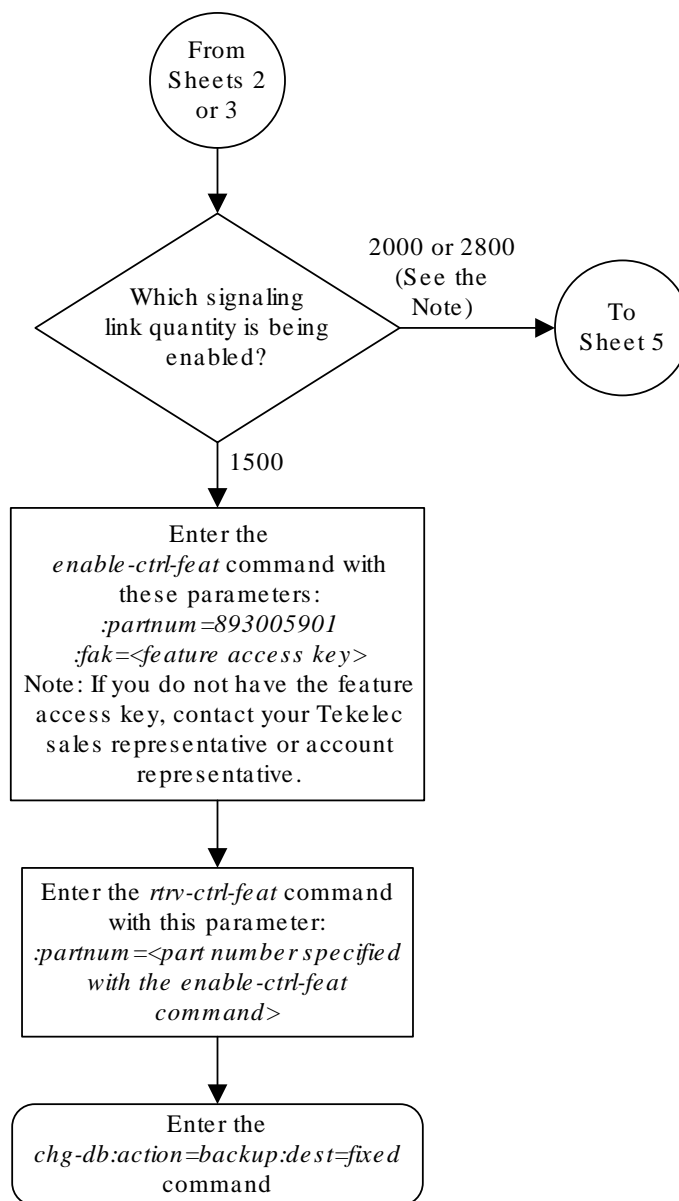 From
Sheets 2
or 3
Which signaling
link quantity is being
enabled?
2000 or 2800
(See the
Note)
To
Sheet 5
1500
Enter the
enable-ctrl-feat command with
these parameters:
:partnum=893005901
:fak=<feature access key>
Note: If you do not have the feature
access key, contact your Tekelec
sales representative or account
representative.
Enter the rtrv-ctrl-feat command
with this parameter:
:partnum=<part number specified
with the enable-ctrl-feat
command>
Enter the
chg-db:action=backup:dest=fixed
command